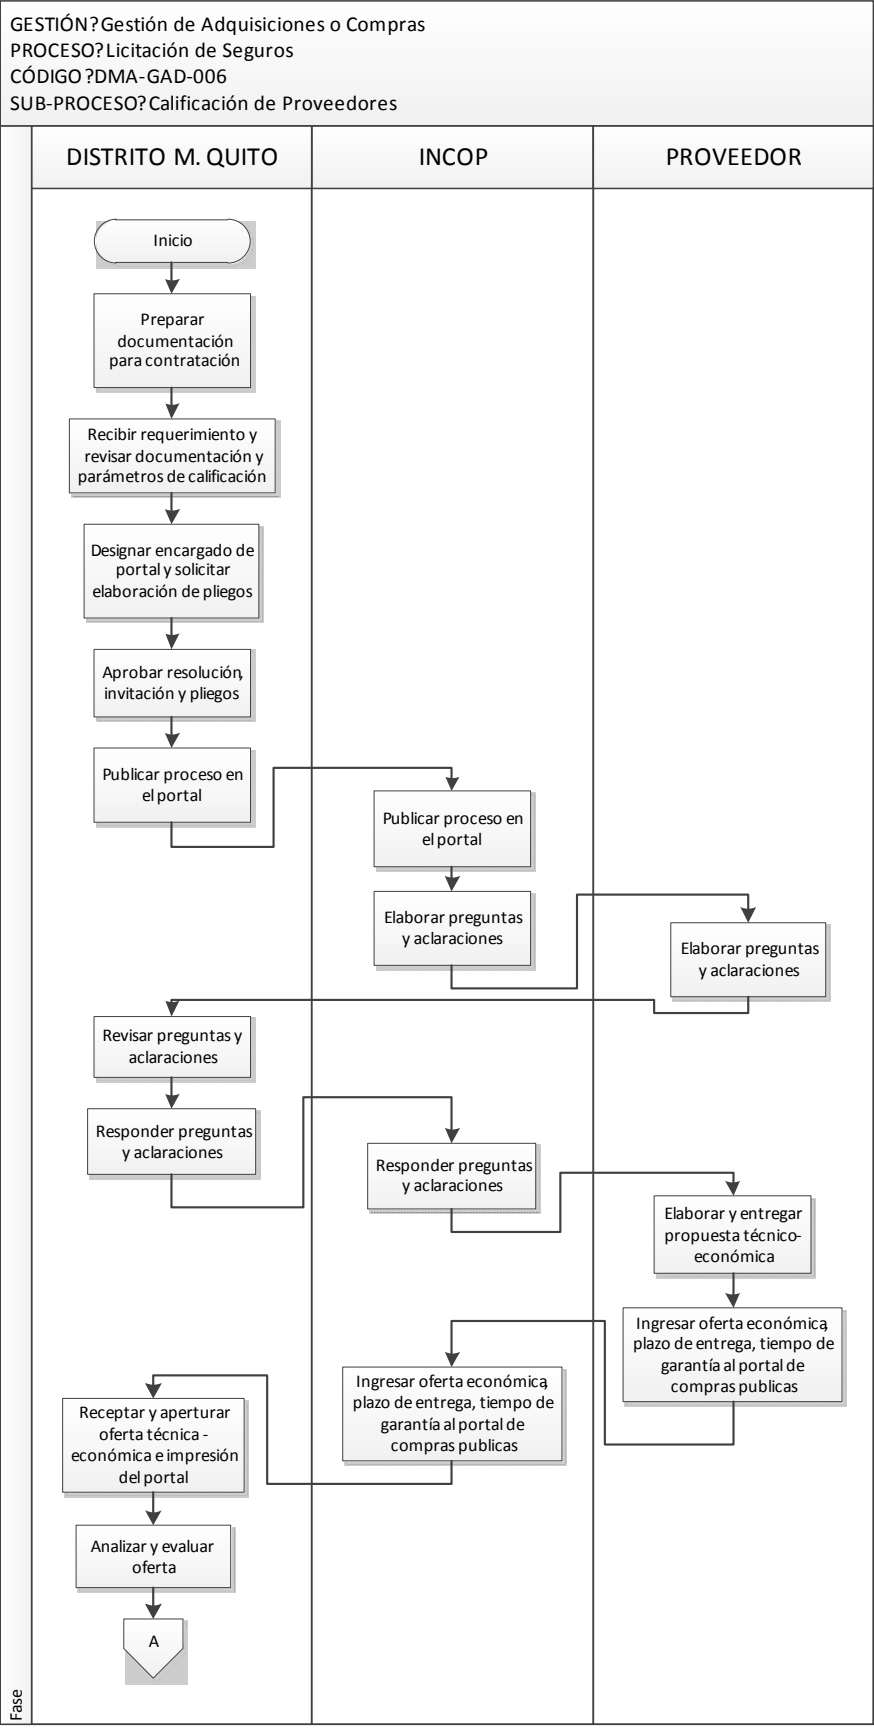 GESTIÓN?Gestión de Adquisiciones o Compras
PROCESO?Licitación de Seguros
CÓDIGO?DMA-GAD-006
SUB-PROCESO?Calificación de Proveedores
DISTRITO M. QUITO
INCOP
PROVEEDOR
Inicio
Preparar
documentación
para contratación
Recibir requerimiento y
revisar documentación y
parámetros de calificación
Designar encargado de
portal y solicitar
elaboración de pliegos
Aprobar resolución,
invitación y pliegos
Publicar proceso en
el portal
Publicar proceso en
el portal
Elaborar preguntas
y aclaraciones
Elaborar preguntas
y aclaraciones
Revisar preguntas y
aclaraciones
Responder preguntas
y aclaraciones
Responder preguntas
y aclaraciones
Elaborar y entregar
propuesta técnico-
económica
Ingresar oferta económica,
plazo de entrega, tiempo de
garantía al portal de
compras publicas
Ingresar oferta económica,
plazo de entrega, tiempo de
garantía al portal de
compras publicas
Receptar y aperturar
oferta técnica -
económica e impresión
del portal
Analizar y evaluar
oferta
A
Fase